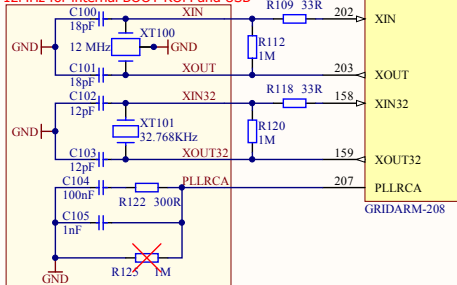 12MHz for internal BOOT ROM and USB
C100 XIN R109 33R 202 XIN
18pF XT100
GND 12 MHz GND R112
1M
C101 XOUT 203 XOUT
18pF
C102 XIN32 R118 33R 158 XIN32
12pF XT101
GND 32.768KHz R120
1M
C103 XOUT32 159 XOUT32
12pF
C104 PLLRCA 207 PLLRCA
100nF R122 300R
GRIDARM-208
C105
1nF
R125 1M
GND